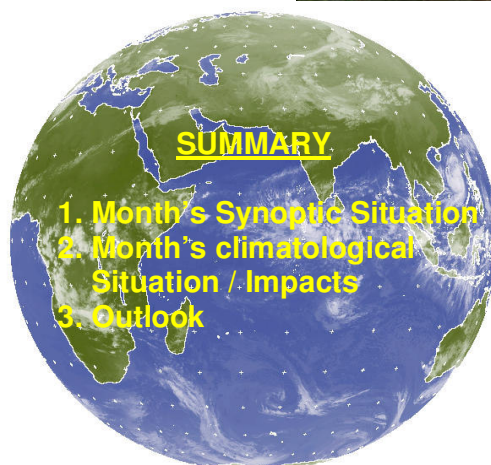 SUMMARY
1. Month's Synoptic Situation
2. Month's climatological
Situation / Impacts
3. Outlook